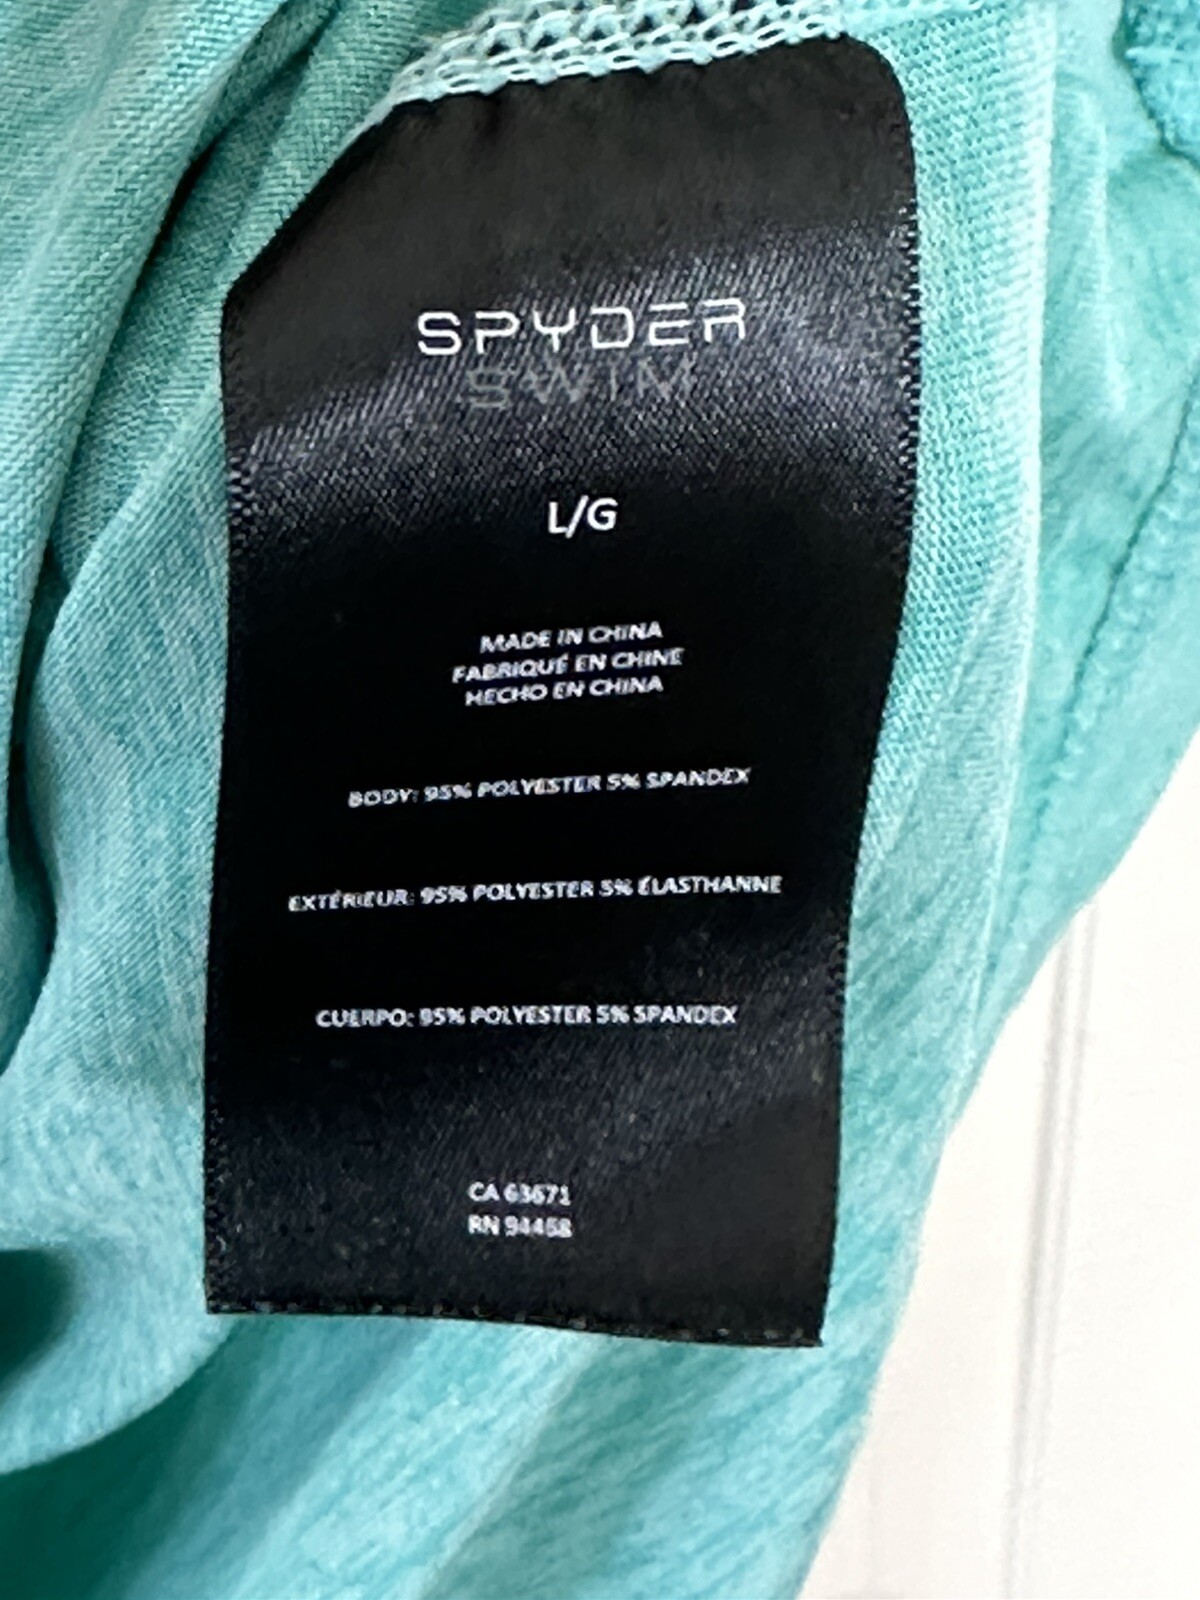 SPYDER
SWIM
L/G
MADE IN CHINA
FABRIQUÉ EN CHINE
HECHO EN CHINA
BODY: 95% POLYESTER 5% SPANDEX
EXTÉRIEUR: 95% POLYESTER 5% ÉLASTHANNE
CUERPO: 95% POLYESTER 5% SPANDEX
CA 63671
RN 94458